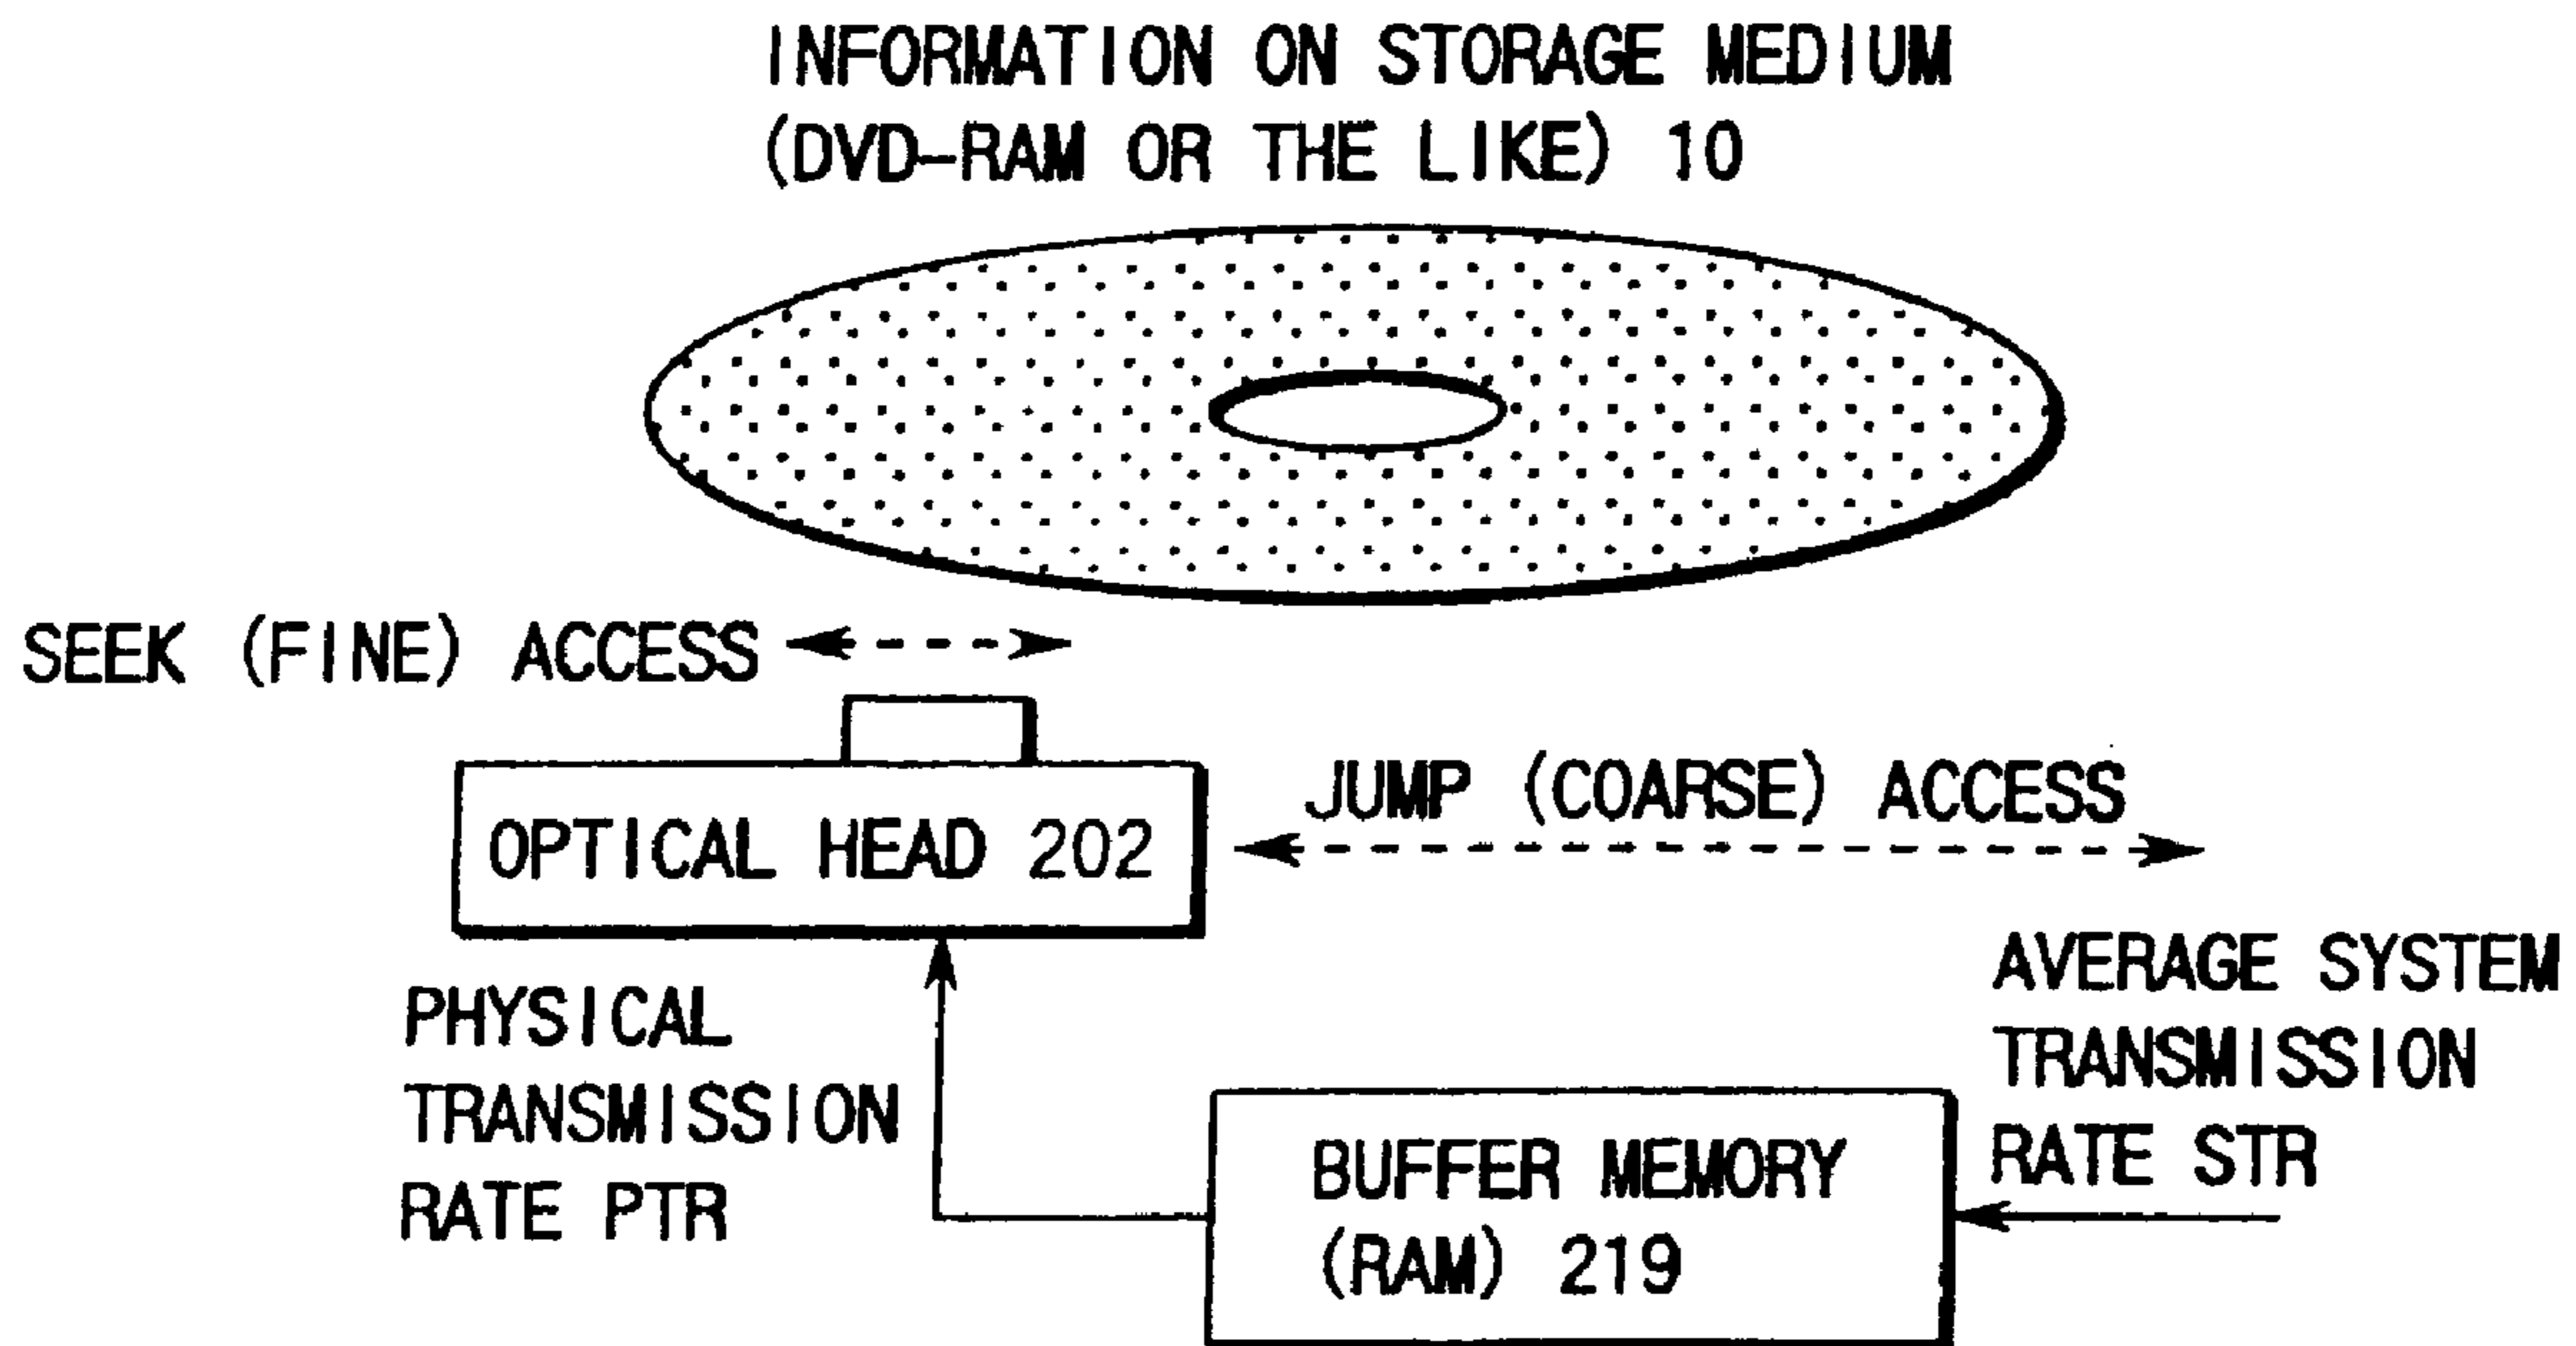 INFORMATION ON STORAGE MEDIUM
(DVD-RAM OR THE LIKE) 10
SEEK (FINE) ACCESS
JUMP (COARSE) ACCESS
OPTICAL HEAD 202
PHYSICAL
TRANSMISSION
RATE PTR
AVERAGE SYSTEM
TRANSMISSION
RATE STR
BUFFER MEMORY
(RAM) 219